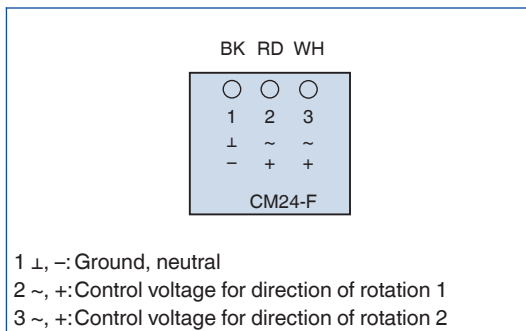 BK RD WH
1 2 3
⊥ ~ ~
– + +
CM24-F
1 ⊥, –: Ground, neutral
2 ~, +:Control voltage for direction of rotation 1
3 ~, +:Control voltage for direction of rotation 2